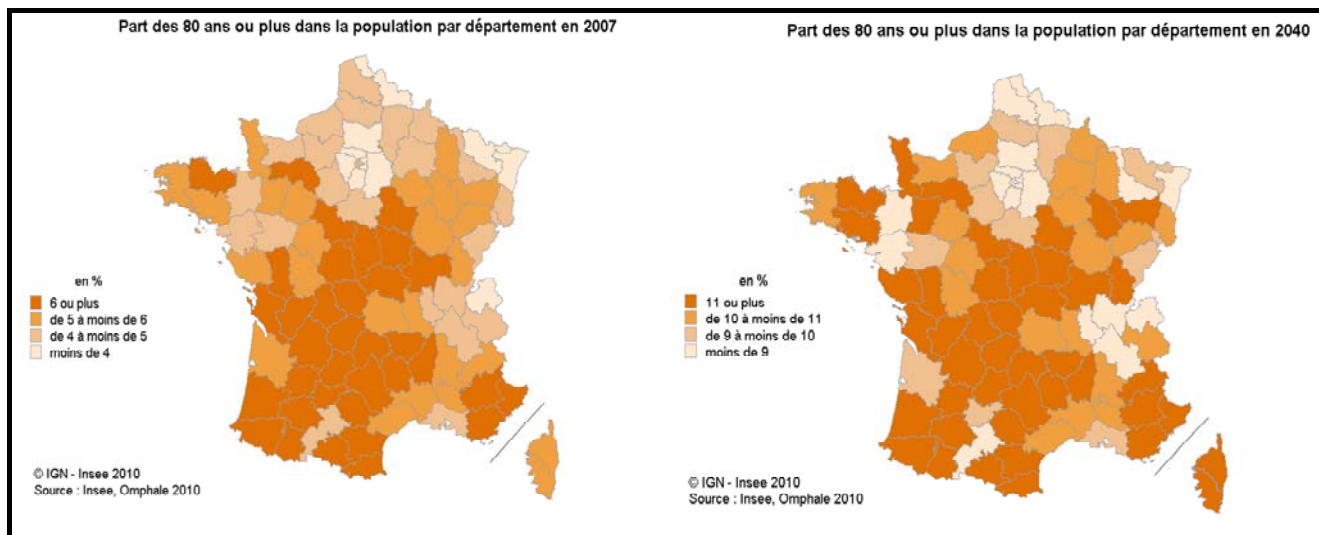 Part des 80 ans ou plus dans la population par département en 2007
en %
6 ou plus
de 5 à moins de 6
de 4 à moins de 5
moins de 4
© IGN - Insee 2010
Source : Insee, Omphale 2010
Part des 80 ans ou plus dans la population par département en 2040
en %
11 ou plus
de 10 à moins de 11
de 9 à moins de 10
moins de 9
© IGN - Insee 2010
Source : Insee, Omphale 2010